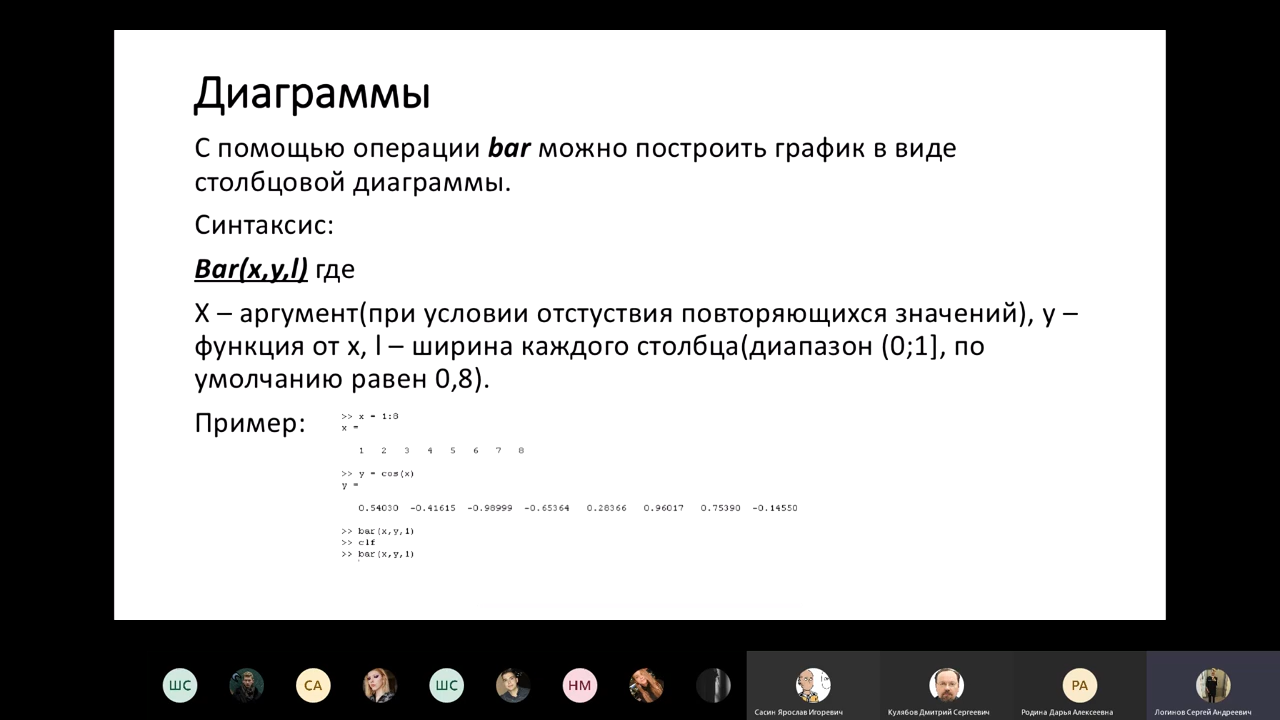 Диаграммы
С помощью операции bar можно построить график в виде
столбцовой диаграммы.
Синтаксис:
Bar(x,y,l) где
X – аргумент(при условии отстуствия повторяющихся значений), y –
функция от x, l – ширина каждого столбца(диапазон (0;1], по
умолчанию равен 0,8).
Пример:
>> x = 1:8
x =
1 2 3 4 5 6 7 8
>> y = cos(x)
y =
0.54030 -0.41615 -0.98999 -0.65364 0.28366 0.96017 0.75390 -0.14550
>> bar(x,y,1)
>> clf
>> bar(x,y,1)
ШС СА ШС НМ РА
Сасин Ярослав Игоревич Кулябов Дмитрий Сергеевич Родина Дарья Алексеевна Логинов Сергей Андреевич